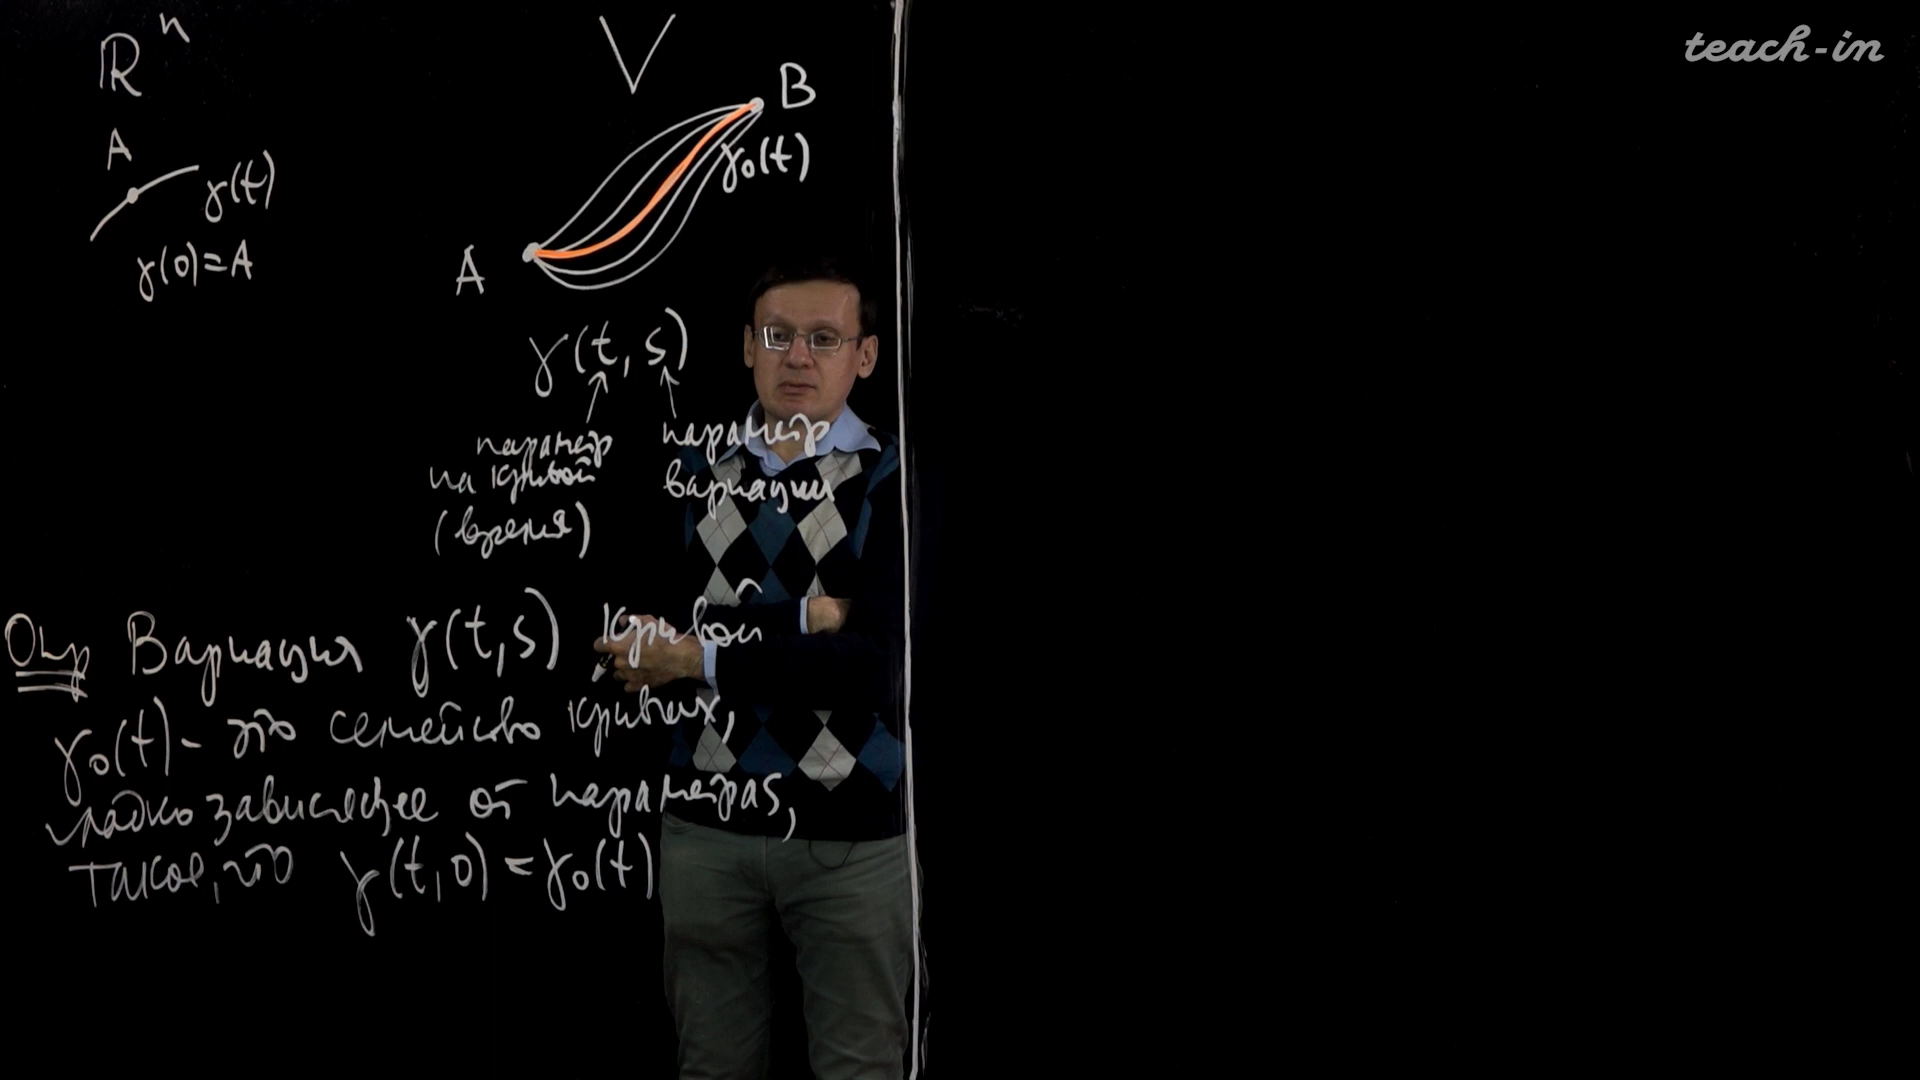 ℝⁿ
A
γ(t)
γ(0)=A
V
B
γ₀(t)
A
γ(t, s)
параметр
на кривой
(время)
параметр
вариации
Опр Вариация γ(t,s) кривой
γ₀(t) - это семейство кривых,
гладко зависящее от параметра s,
такое, что γ(t,0) = γ₀(t)
teach-in